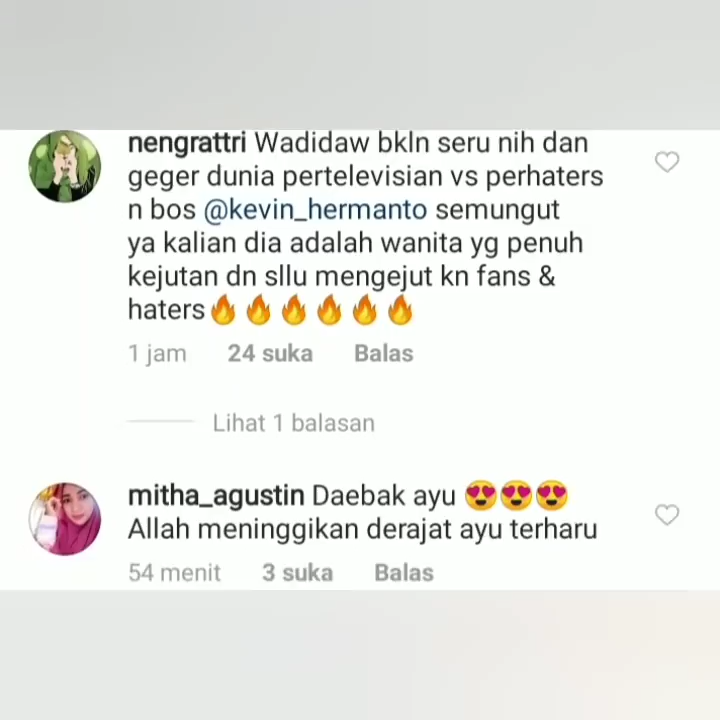 nengrattri Wadidaw bkln seru nih dan
geger dunia pertelevisian vs perhaters
n bos @kevin_hermanto semungut
ya kalian dia adalah wanita yg penuh
kejutan dn sllu mengejut kn fans &
haters🔥🔥🔥🔥🔥🔥
1 jam 24 suka Balas
Lihat 1 balasan
mitha_agustin Daebak ayu 😍😍😍
Allah meninggikan derajat ayu terharu
54 menit 3 suka Balas